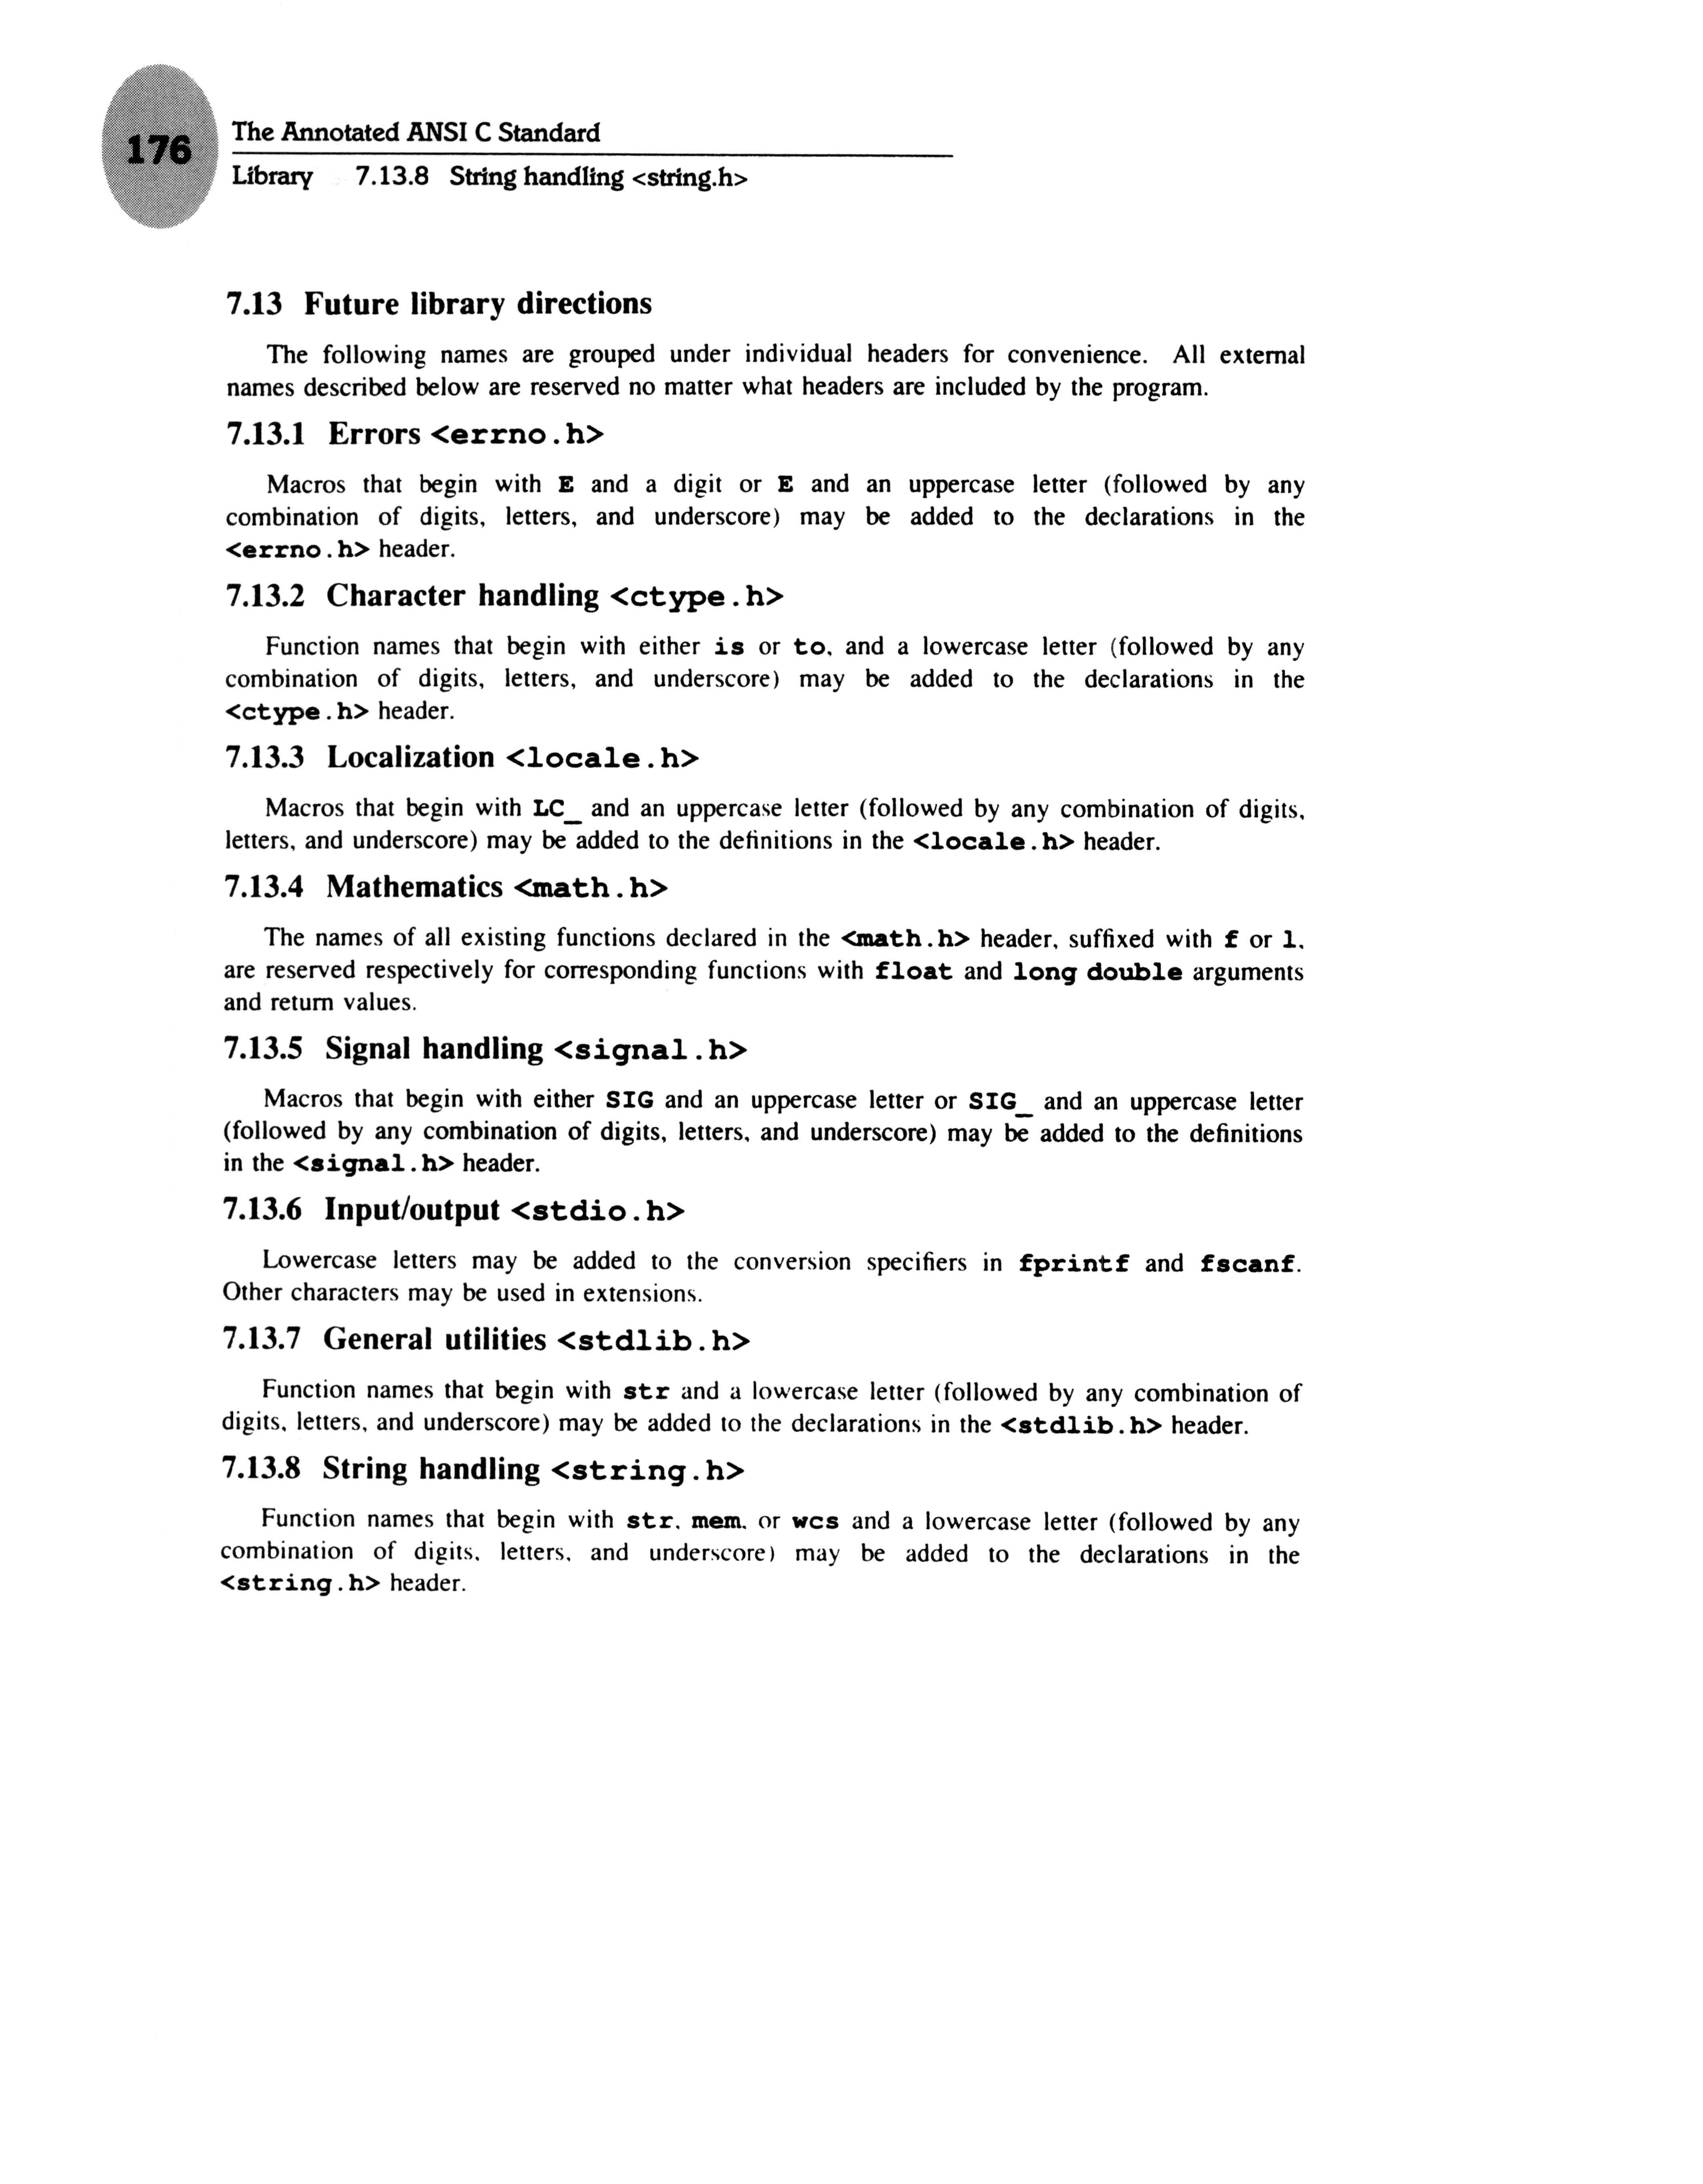 176
The Annotated ANSI C Standard
Library 7.13.8 String handling <string.h>
7.13 Future library directions
The following names are grouped under individual headers for convenience. All external
names described below are reserved no matter what headers are included by the program.
7.13.1 Errors <errno.h>
Macros that begin with E and a digit or E and an uppercase letter (followed by any
combination of digits, letters, and underscore) may be added to the declarations in the
<errno.h> header.
7.13.2 Character handling <ctype.h>
Function names that begin with either is or to, and a lowercase letter (followed by any
combination of digits, letters, and underscore) may be added to the declarations in the
<ctype.h> header.
7.13.3 Localization <locale.h>
Macros that begin with LC_ and an uppercase letter (followed by any combination of digits,
letters, and underscore) may be added to the definitions in the <locale.h> header.
7.13.4 Mathematics <math.h>
The names of all existing functions declared in the <math.h> header, suffixed with f or l,
are reserved respectively for corresponding functions with float and long double arguments
and return values.
7.13.5 Signal handling <signal.h>
Macros that begin with either SIG and an uppercase letter or SIG_ and an uppercase letter
(followed by any combination of digits, letters, and underscore) may be added to the definitions
in the <signal.h> header.
7.13.6 Input/output <stdio.h>
Lowercase letters may be added to the conversion specifiers in fprintf and fscanf.
Other characters may be used in extensions.
7.13.7 General utilities <stdlib.h>
Function names that begin with str and a lowercase letter (followed by any combination of
digits, letters, and underscore) may be added to the declarations in the <stdlib.h> header.
7.13.8 String handling <string.h>
Function names that begin with str, mem, or wcs and a lowercase letter (followed by any
combination of digits, letters, and underscore) may be added to the declarations in the
<string.h> header.